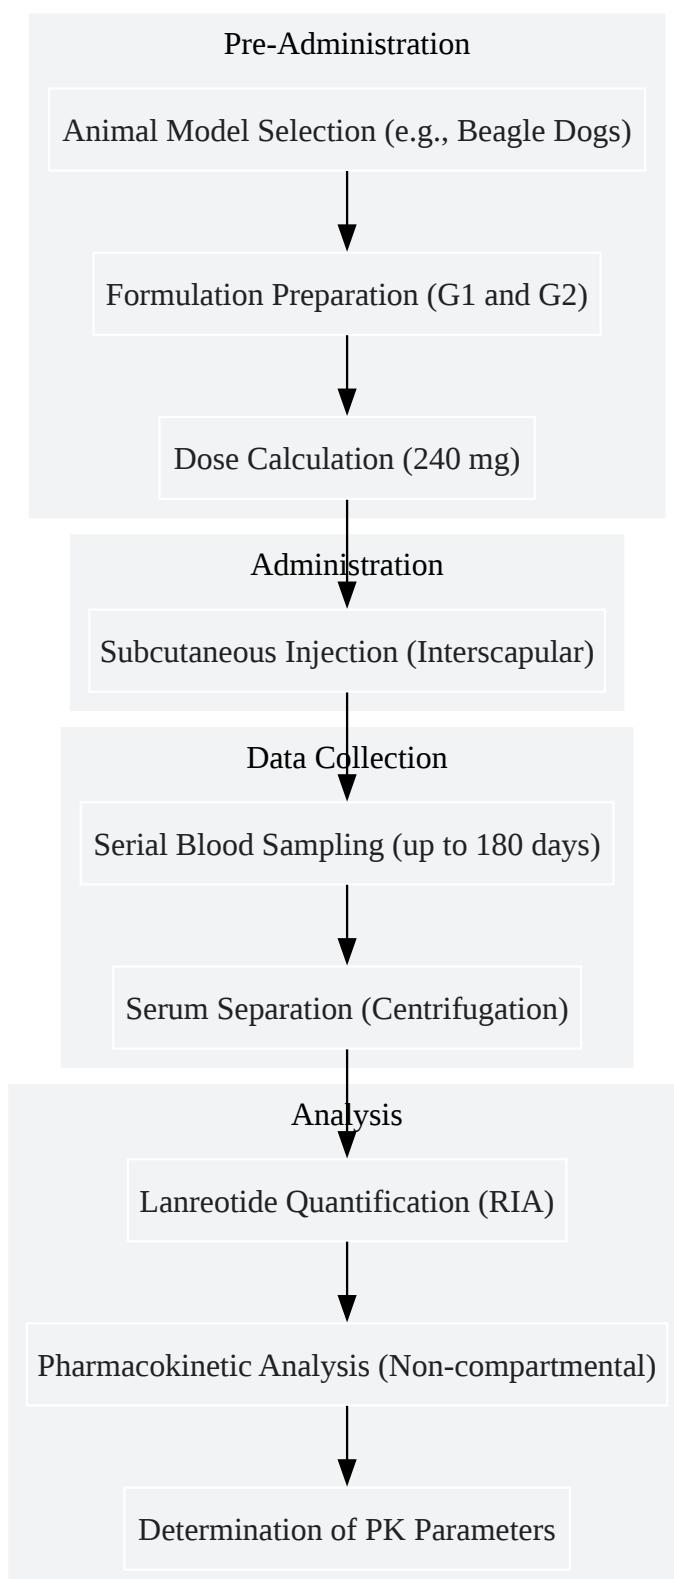 Pre-Administration
Animal Model Selection (e.g., Beagle Dogs)
Formulation Preparation (G1 and G2)
Dose Calculation (240 mg)
Administration
Subcutaneous Injection (Interscapular)
Data Collection
Serial Blood Sampling (up to 180 days)
Serum Separation (Centrifugation)
Analysis
Lanreotide Quantification (RIA)
Pharmacokinetic Analysis (Non-compartmental)
Determination of PK Parameters